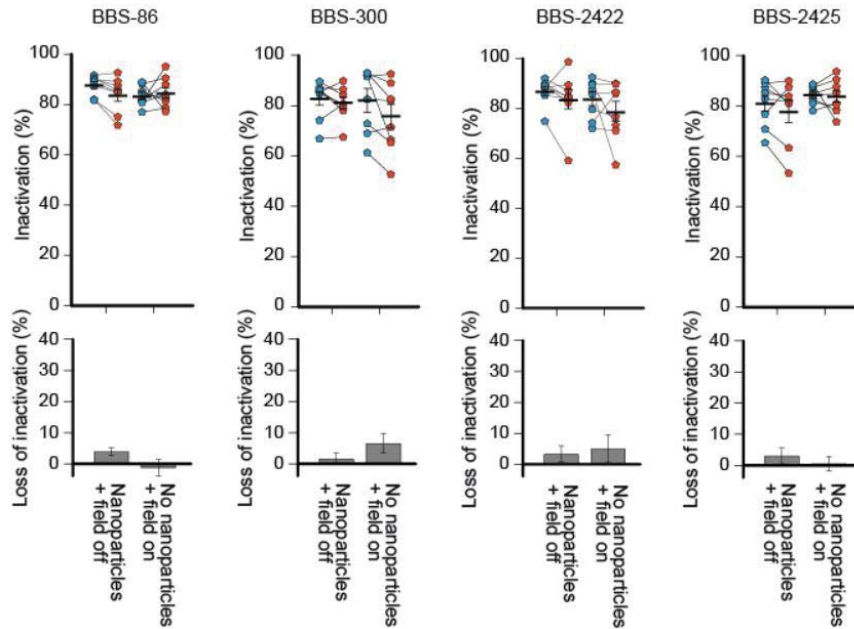 BBS-86
BBS-300
BBS-2422
BBS-2425
Inactivation (%)
100
80
60
40
20
0
Inactivation (%)
100
80
60
40
20
0
Inactivation (%)
100
80
60
40
20
0
Inactivation (%)
100
80
60
40
20
0
Loss of inactivation (%)
40
30
20
10
0
Loss of inactivation (%)
40
30
20
10
0
Loss of inactivation (%)
40
30
20
10
0
Loss of inactivation (%)
40
30
20
10
0
Nanoparticles
+ field off
No nanoparticles
+ field on
Nanoparticles
+ field off
No nanoparticles
+ field on
Nanoparticles
+ field off
No nanoparticles
+ field on
Nanoparticles
+ field off
No nanoparticles
+ field on